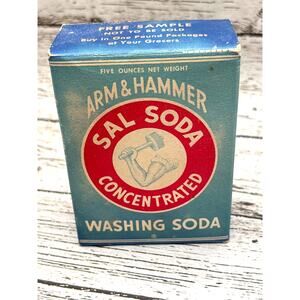 FREE SAMPLE
NOT TO BE SOLD
Buy in One Pound Packages
of Your Grocers
FIVE OUNCES NET WEIGHT
ARM & HAMMER
SAL SODA
CONCENTRATED
WASHING SODA